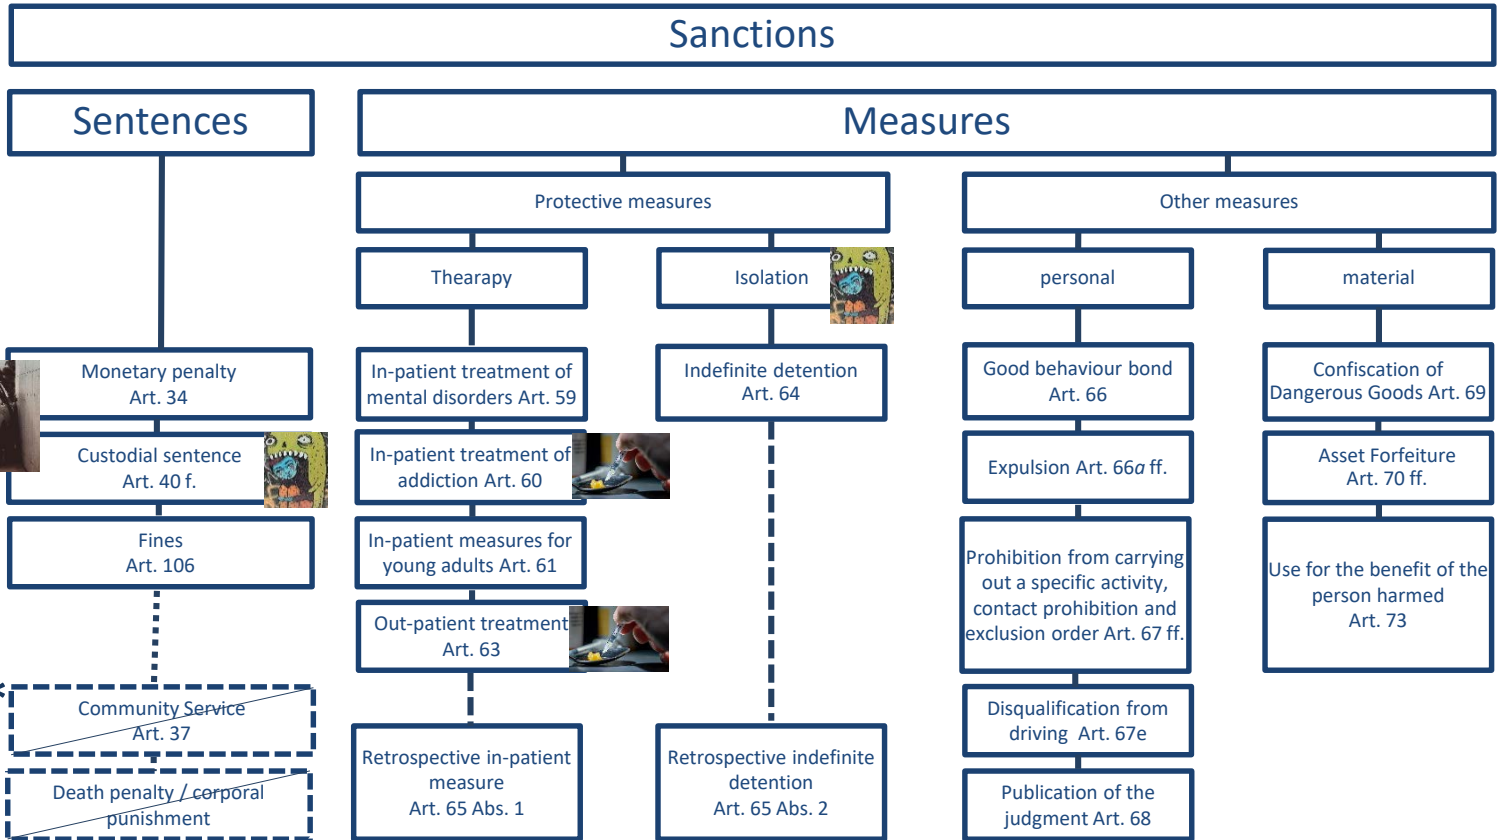 Sanctions
Sentences
Measures
Protective measures
Other measures
Thearapy
Isolation
personal
material
Monetary penalty
Art. 34
Custodial sentence
Art. 40 f.
Fines
Art. 106
Community Service
Art. 37
Death penalty / corporal
punishment
In-patient treatment of
mental disorders Art. 59
In-patient treatment of
addiction Art. 60
In-patient measures for
young adults Art. 61
Out-patient treatment
Art. 63
Retrospective in-patient
measure
Art. 65 Abs. 1
Indefinite detention
Art. 64
Retrospective indefinite
detention
Art. 65 Abs. 2
Good behaviour bond
Art. 66
Expulsion Art. 66a ff.
Prohibition from carrying
out a specific activity,
contact prohibition and
exclusion order Art. 67 ff.
Disqualification from
driving Art. 67e
Publication of the
judgment Art. 68
Confiscation of
Dangerous Goods Art. 69
Asset Forfeiture
Art. 70 ff.
Use for the benefit of the
person harmed
Art. 73